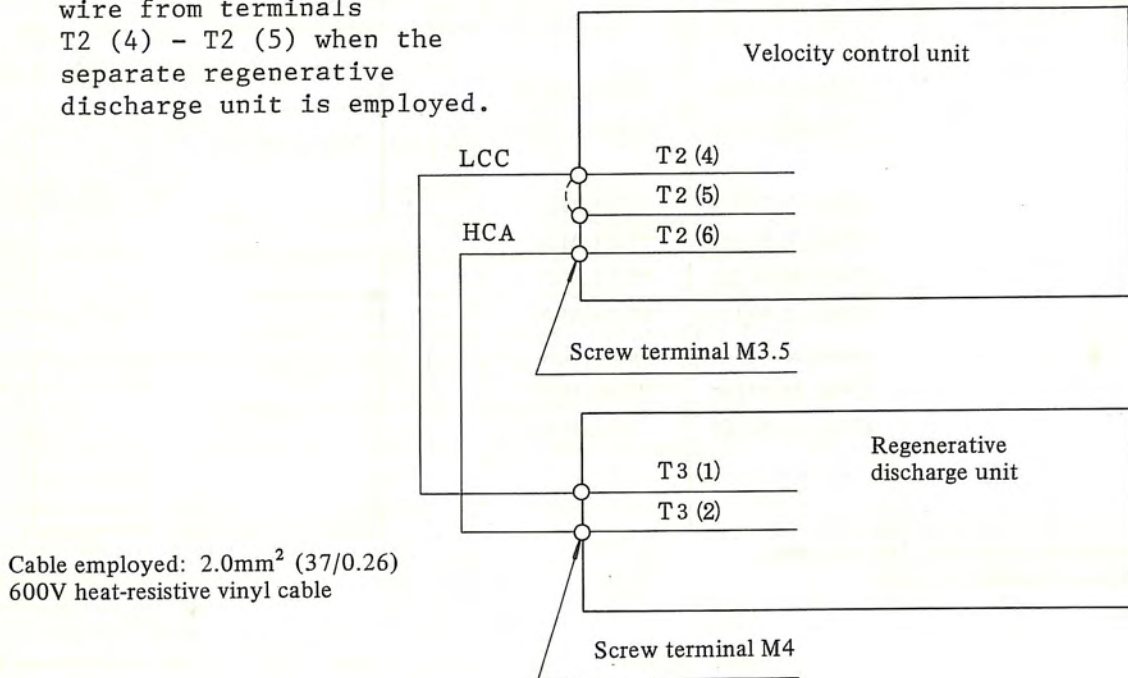 wire from terminals
T2 (4) – T2 (5) when the
separate regenerative
discharge unit is employed.
Velocity control unit
LCC
T2 (4)
T2 (5)
HCA
T2 (6)
Screw terminal M3.5
Regenerative
discharge unit
T3 (1)
T3 (2)
Cable employed: 2.0mm² (37/0.26)
600V heat-resistive vinyl cable
Screw terminal M4